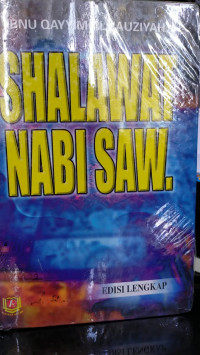 IBNU QAYYIM AL-JAUZIYAH
SHALAWAT
NABI SAW.
EDISI LENGKAP